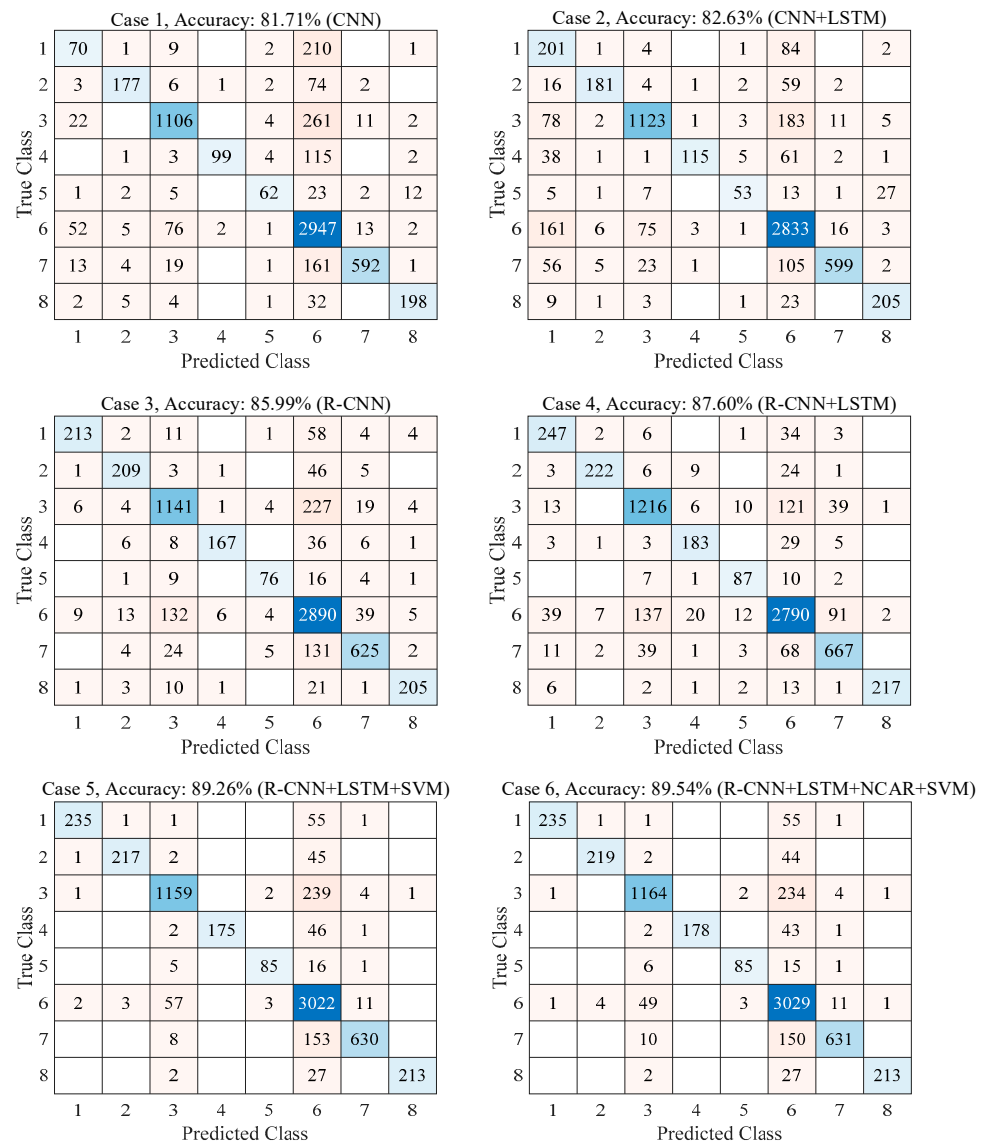 Case 1, Accuracy: 81.71% (CNN)
1 70 1 9 2 210 1
2 3 177 6 1 2 74 2
3 22 1106 4 261 11 2
4 1 3 99 4 115 2
5 1 2 5 62 23 2 12
6 52 5 76 2 1 2947 13 2
7 13 4 19 1 161 592 1
8 2 5 4 1 32 198
1 2 3 4 5 6 7 8
Predicted Class
True Class
Case 2, Accuracy: 82.63% (CNN+LSTM)
1 201 1 4 1 84 2
2 16 181 4 1 2 59 2
3 78 2 1123 1 3 183 11 5
4 38 1 1 115 5 61 2 1
5 5 1 7 53 13 1 27
6 161 6 75 3 1 2833 16 3
7 56 5 23 1 105 599 2
8 9 1 3 1 23 205
1 2 3 4 5 6 7 8
Predicted Class
True Class
Case 3, Accuracy: 85.99% (R-CNN)
1 213 2 11 1 58 4 4
2 1 209 3 1 46 5
3 6 4 1141 1 4 227 19 4
4 6 8 167 36 6 1
5 1 9 76 16 4 1
6 9 13 132 6 4 2890 39 5
7 4 24 5 131 625 2
8 1 3 10 1 21 1 205
1 2 3 4 5 6 7 8
Predicted Class
True Class
Case 4, Accuracy: 87.60% (R-CNN+LSTM)
1 247 2 6 1 34 3
2 3 222 6 9 24 1
3 13 1216 6 10 121 39 1
4 3 1 3 183 29 5
5 7 1 87 10 2
6 39 7 137 20 12 2790 91 2
7 11 2 39 1 3 68 667
8 6 2 1 2 13 1 217
1 2 3 4 5 6 7 8
Predicted Class
True Class
Case 5, Accuracy: 89.26% (R-CNN+LSTM+SVM)
1 235 1 1 55 1
2 1 217 2 45
3 1 1159 2 239 4 1
4 2 175 46 1
5 5 85 16 1
6 2 3 57 3 3022 11
7 8 153 630
8 2 27 213
1 2 3 4 5 6 7 8
Predicted Class
True Class
Case 6, Accuracy: 89.54% (R-CNN+LSTM+NCAR+SVM)
1 235 1 1 55 1
2 219 2 44
3 1 1164 2 234 4 1
4 2 178 43 1
5 6 85 15 1
6 1 4 49 3 3029 11 1
7 10 150 631
8 2 27 213
1 2 3 4 5 6 7 8
Predicted Class
True Class